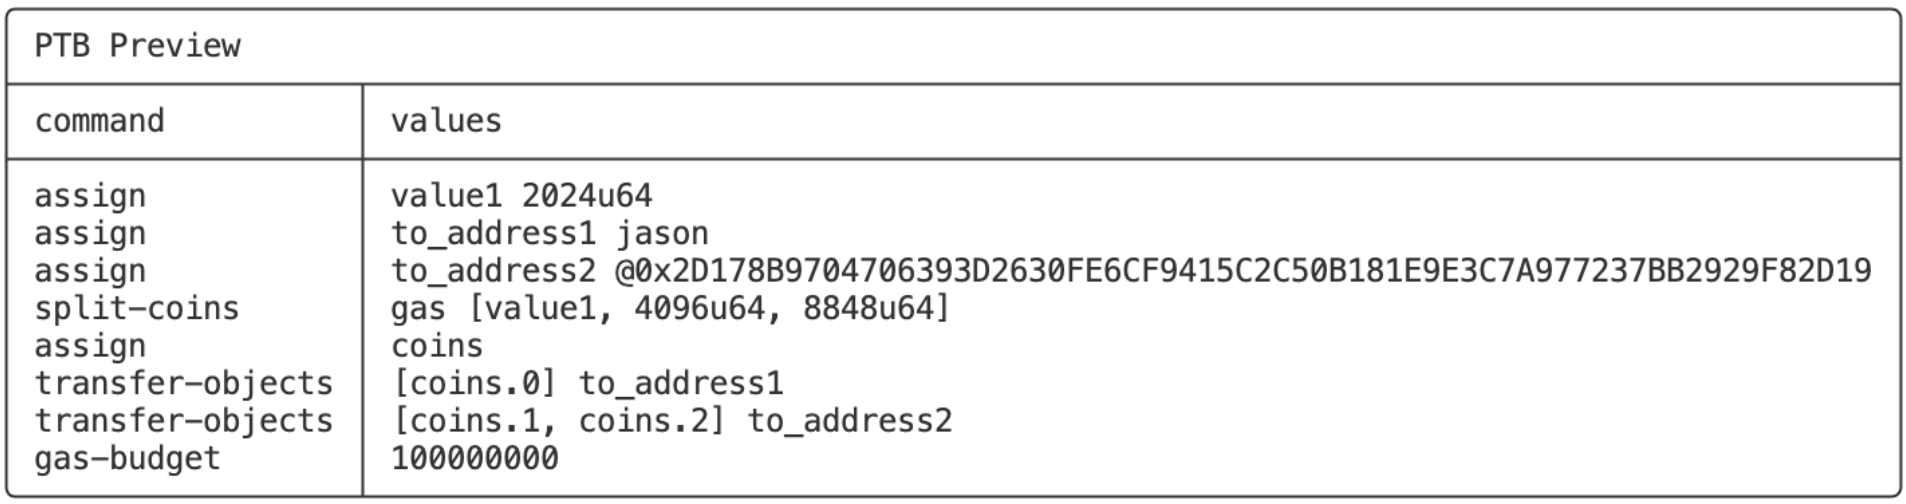 PTB Preview
command values
assign value1 2024u64
assign to_address1 jason
assign to_address2 @0x2D178B9704706393D2630FE6CF9415C2C50B181E9E3C7A977237BB2929F82D19
split-coins gas [value1, 4096u64, 8848u64]
assign coins
transfer-objects [coins.0] to_address1
transfer-objects [coins.1, coins.2] to_address2
gas-budget 100000000